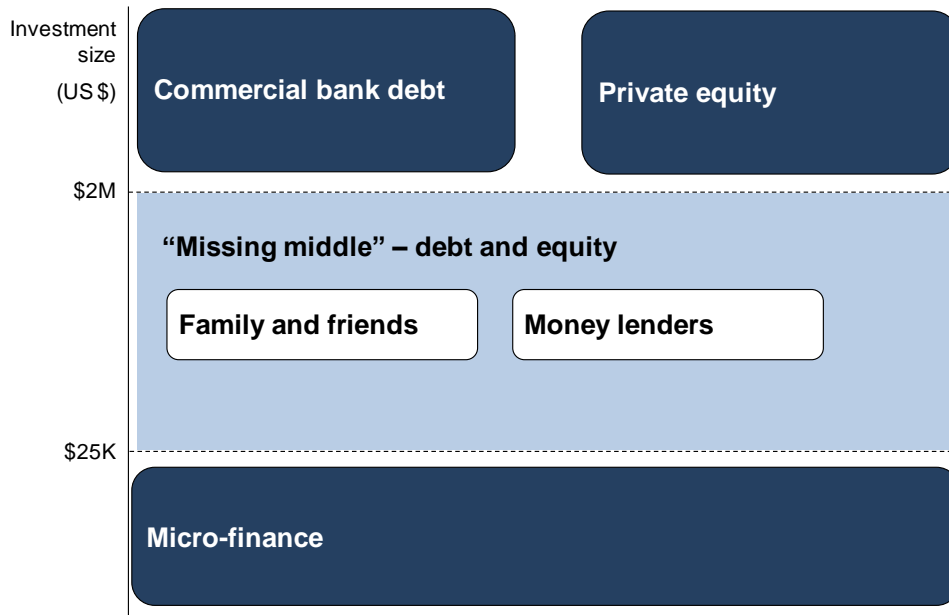 Investment
size
(US $)
Commercial bank debt
Private equity
$2M
“Missing middle” – debt and equity
Family and friends
Money lenders
$25K
Micro-finance